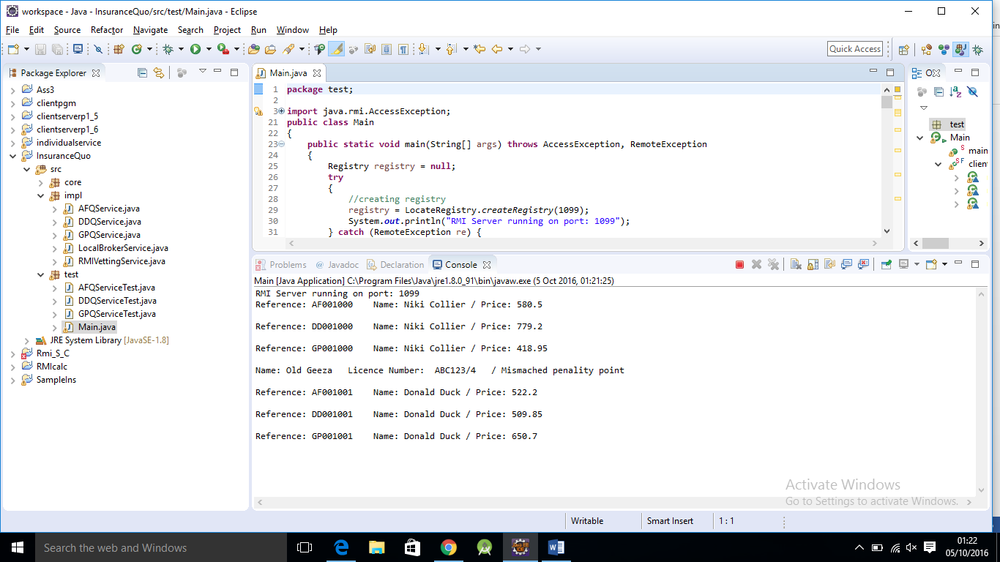 workspace - Java - InsuranceQuo/src/test/Main.java - Eclipse
File Edit Source Refactor Navigate Search Project Run Window Help
Quick Access
Package Explorer
Ass3
clientpgm
clientserverp1_5
clientserverp1_6
individualservice
InsuranceQuo
src
core
impl
AFQService.java
DDQService.java
GPQService.java
LocalBrokerService.java
RMIVettingService.java
test
AFQServiceTest.java
DDQServiceTest.java
GPQServiceTest.java
Main.java
JRE System Library [JavaSE-1.8]
Rmi_S_C
RMIcalc
SampleIns
Main.java
1 package test;
2
3 import java.rmi.AccessException;
21 public class Main
22 {
23 public static void main(String[] args) throws AccessException, RemoteException
24 {
25 Registry registry = null;
26 try
27 {
28 //creating registry
29 registry = LocateRegistry.createRegistry(1099);
30 System.out.println("RMI Server running on port: 1099");
31 } catch (RemoteException re) {
test
Main
main
clien
Problems @ Javadoc Declaration Console
Main [Java Application] C:\Program Files\Java\jre1.8.0_91\bin\javaw.exe (5 Oct 2016, 01:21:25)
RMI Server running on port: 1099
Reference: AF001000 Name: Niki Collier / Price: 580.5
Reference: DD001000 Name: Niki Collier / Price: 779.2
Reference: GP001000 Name: Niki Collier / Price: 418.95
Name: Old Geeza Licence Number: ABC123/4 / Mismached penality point
Reference: AF001001 Name: Donald Duck / Price: 522.2
Reference: DD001001 Name: Donald Duck / Price: 509.85
Reference: GP001001 Name: Donald Duck / Price: 650.7
Activate Windows
Go to Settings to activate Windows.
Writable Smart Insert 1 : 1
Search the web and Windows
01:22
05/10/2016